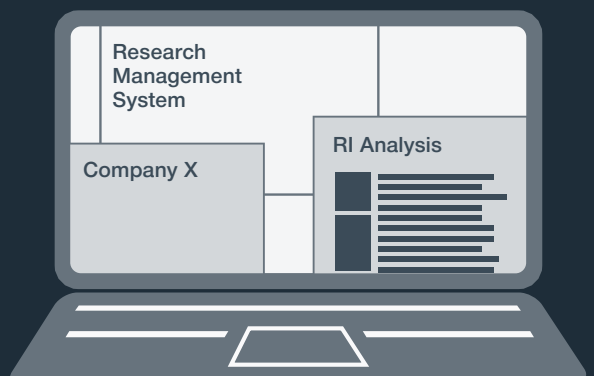 Research
Management
System
RI Analysis
Company X